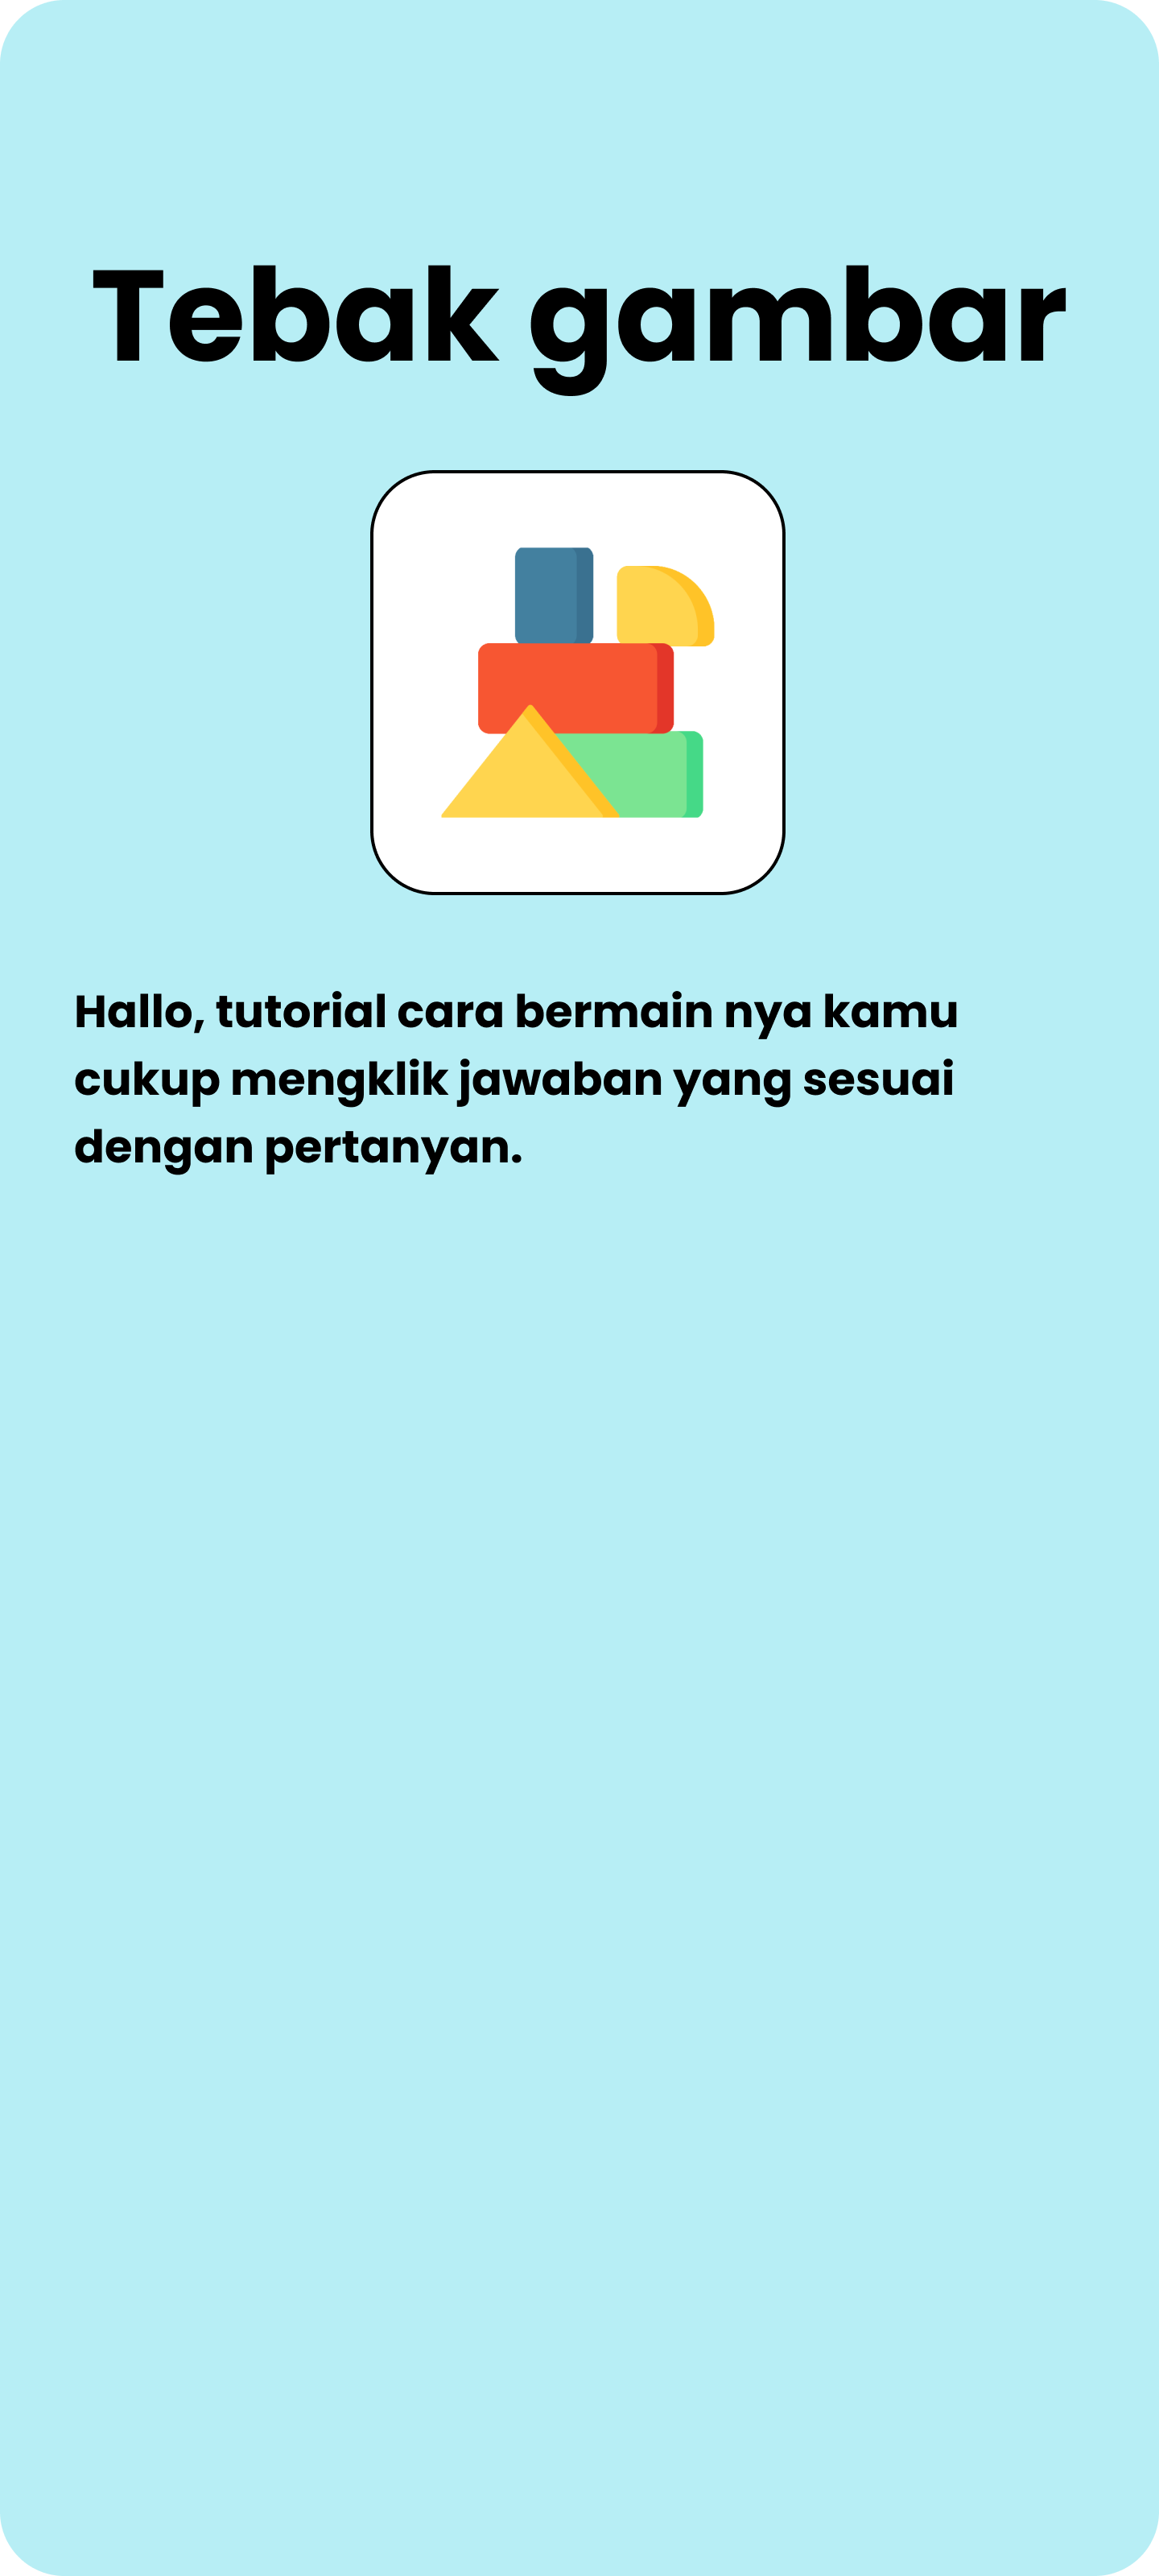 Tebak gambar
Hallo, tutorial cara bermain nya kamu
cukup mengklik jawaban yang sesuai
dengan pertanyan.